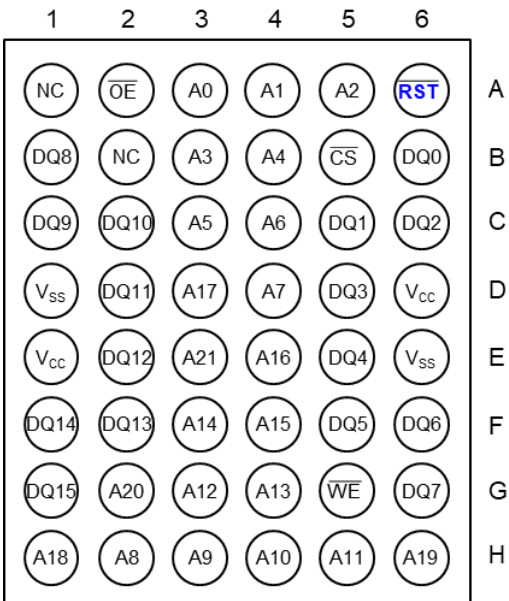 1 2 3 4 5 6
NC OE A0 A1 A2 RST A
DQ8 NC A3 A4 CS DQ0 B
DQ9 DQ10 A5 A6 DQ1 DQ2 C
VSS DQ11 A17 A7 DQ3 VCC D
VCC DQ12 A21 A16 DQ4 VSS E
DQ14 DQ13 A14 A15 DQ5 DQ6 F
DQ15 A20 A12 A13 WE DQ7 G
A18 A8 A9 A10 A11 A19 H